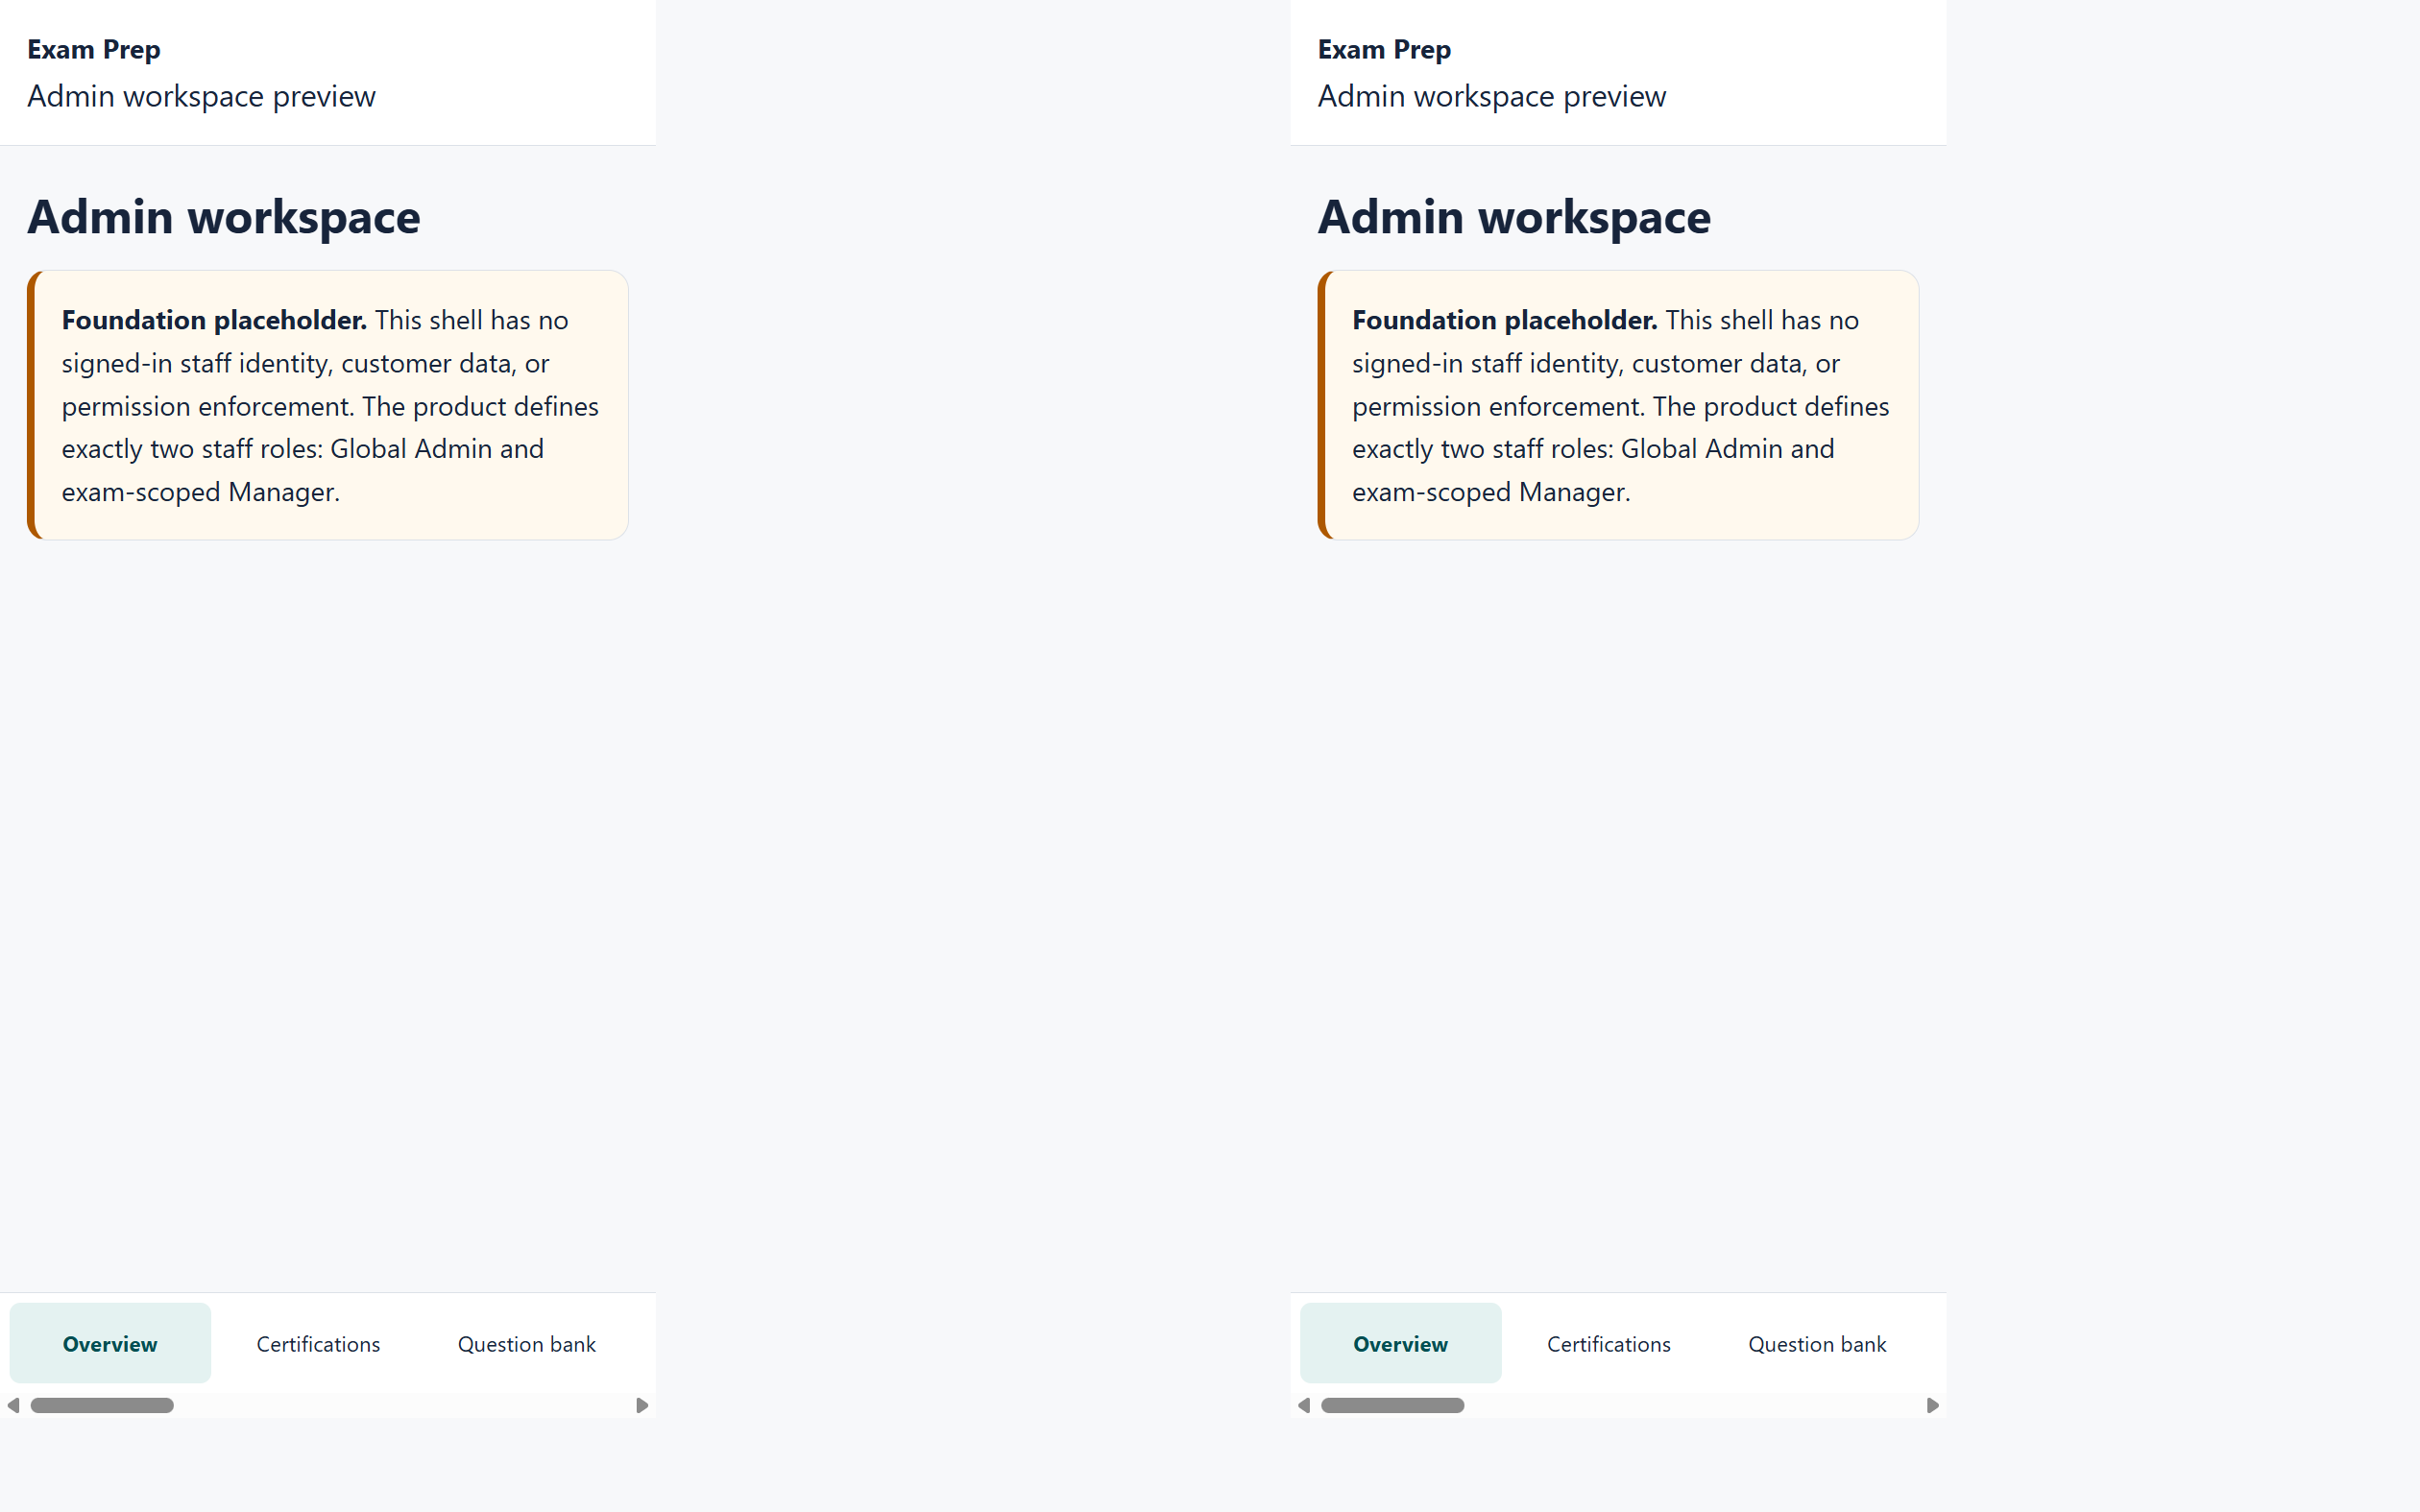 Exam Prep
Admin workspace preview
Admin workspace
Foundation placeholder. This shell has no
signed-in staff identity, customer data, or
permission enforcement. The product defines
exactly two staff roles: Global Admin and
exam-scoped Manager.
Overview
Certifications
Question bank
Exam Prep
Admin workspace preview
Admin workspace
Foundation placeholder. This shell has no
signed-in staff identity, customer data, or
permission enforcement. The product defines
exactly two staff roles: Global Admin and
exam-scoped Manager.
Overview
Certifications
Question bank